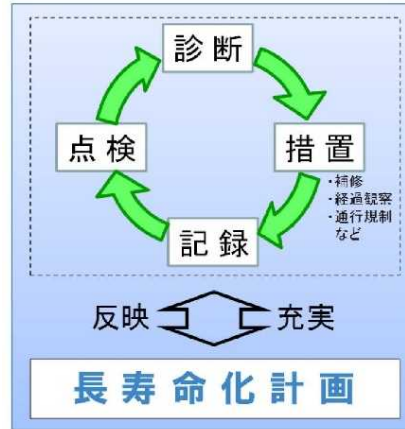 診断
点検
措置
・補修
・経過観察
・通行規制
など
記録
反映
充実
長寿命化計画